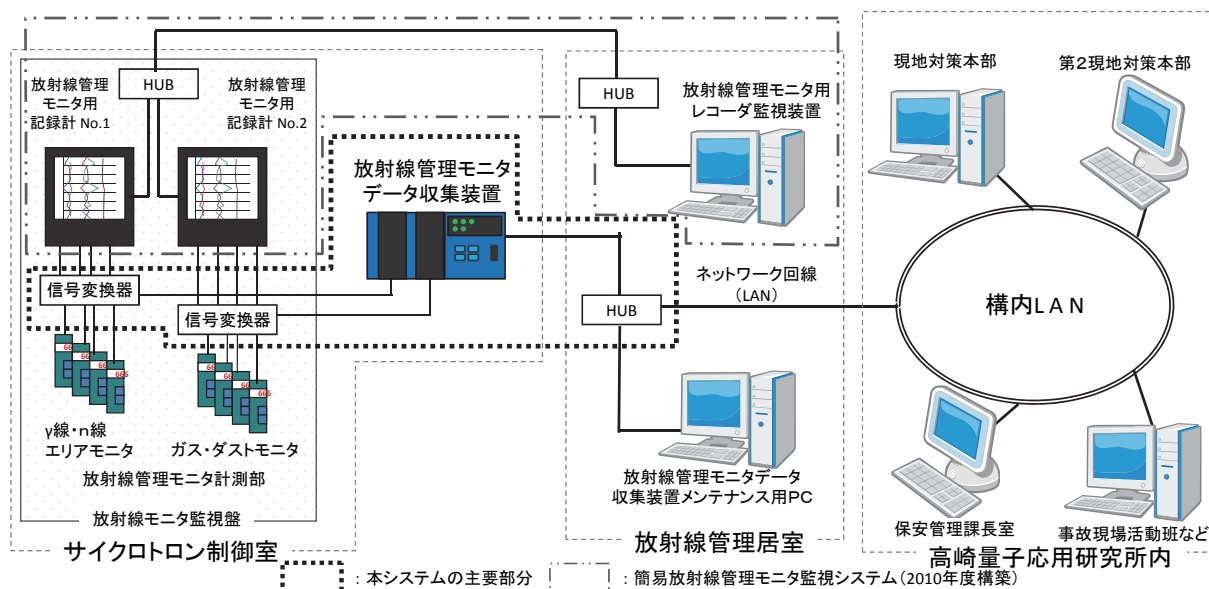 放射線管理
モニタ用
記録計 No.1
HUB
放射線管理
モニタ用
記録計 No.2
放射線管理モニタ
データ収集装置
信号変換器
信号変換器
666
666
γ線・n線
エリアモニタ
ガス・ダストモニタ
放射線管理モニタ計測部
放射線モニタ監視盤
サイクロトロン制御室
HUB
放射線管理モニタ用
レコーダ監視装置
HUB
ネットワーク回線
(LAN)
放射線管理モニタデータ
収集装置メンテナンス用PC
放射線管理居室
現地対策本部
第2現地対策本部
構内LAN
保安管理課長室
事故現場活動班など
高崎量子応用研究所内
：本システムの主要部分
：簡易放射線管理モニタ監視システム(2010年度構築)